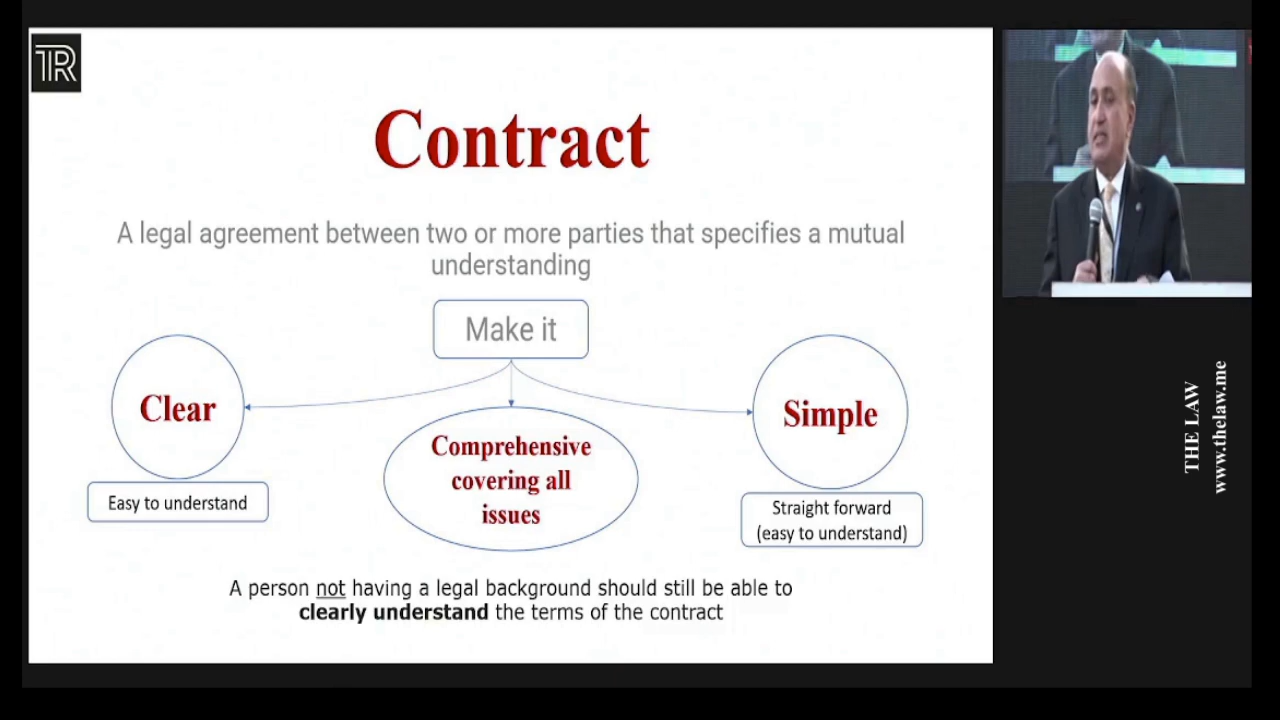 TR
Contract
A legal agreement between two or more parties that specifies a mutual
understanding
Make it
Clear
Easy to understand
Comprehensive
covering all
issues
Simple
Straight forward
(easy to understand)
A person not having a legal background should still be able to
clearly understand the terms of the contract
THE LAW
www.thelaw.me